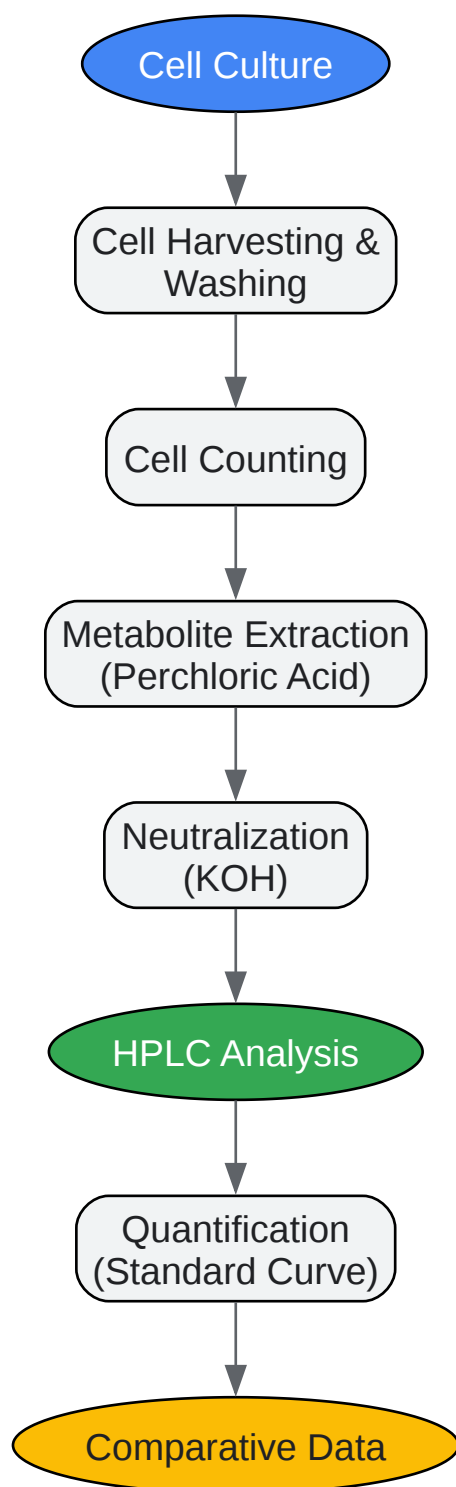 Cell Culture
Cell Harvesting &
Washing
Cell Counting
Metabolite Extraction
(Perchloric Acid)
Neutralization
(KOH)
HPLC Analysis
Quantification
(Standard Curve)
Comparative Data